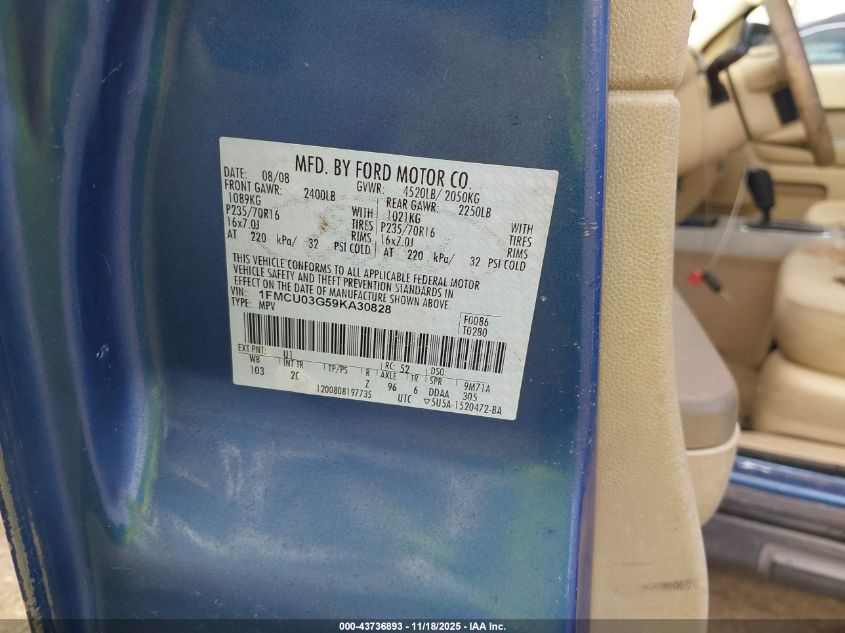 MFD. BY FORD MOTOR CO.
DATE: 08/08 GVWR: 4520LB/ 2050KG
FRONT GAWR: 2400LB REAR GAWR: 2250LB
1089KG WITH 1021KG WITH
P235/70R16 TIRES P235/70R16 TIRES
16x7.0J RIMS 16x7.0J RIMS
AT 220 kPa/ 32 PSI COLD AT 220 kPa/ 32 PSI COLD
THIS VEHICLE CONFORMS TO ALL APPLICABLE FEDERAL MOTOR
VEHICLE SAFETY AND THEFT PREVENTION STANDARDS IN
EFFECT ON THE DATE OF MANUFACTURE SHOWN ABOVE.
VIN: 1FMCU03G59KA30828
TYPE: MPV
F0086
T0280
EXT PNT: U1 RC: 52 DSO:
WB INT TR TP/PS R AXLE TR SPR 9M71A
103 2C Z 96 6 DDAA 305
1200808197735 UTC ▽5U5A-1520472-BA
000-43736893 - 11/18/2025 - IAA Inc.